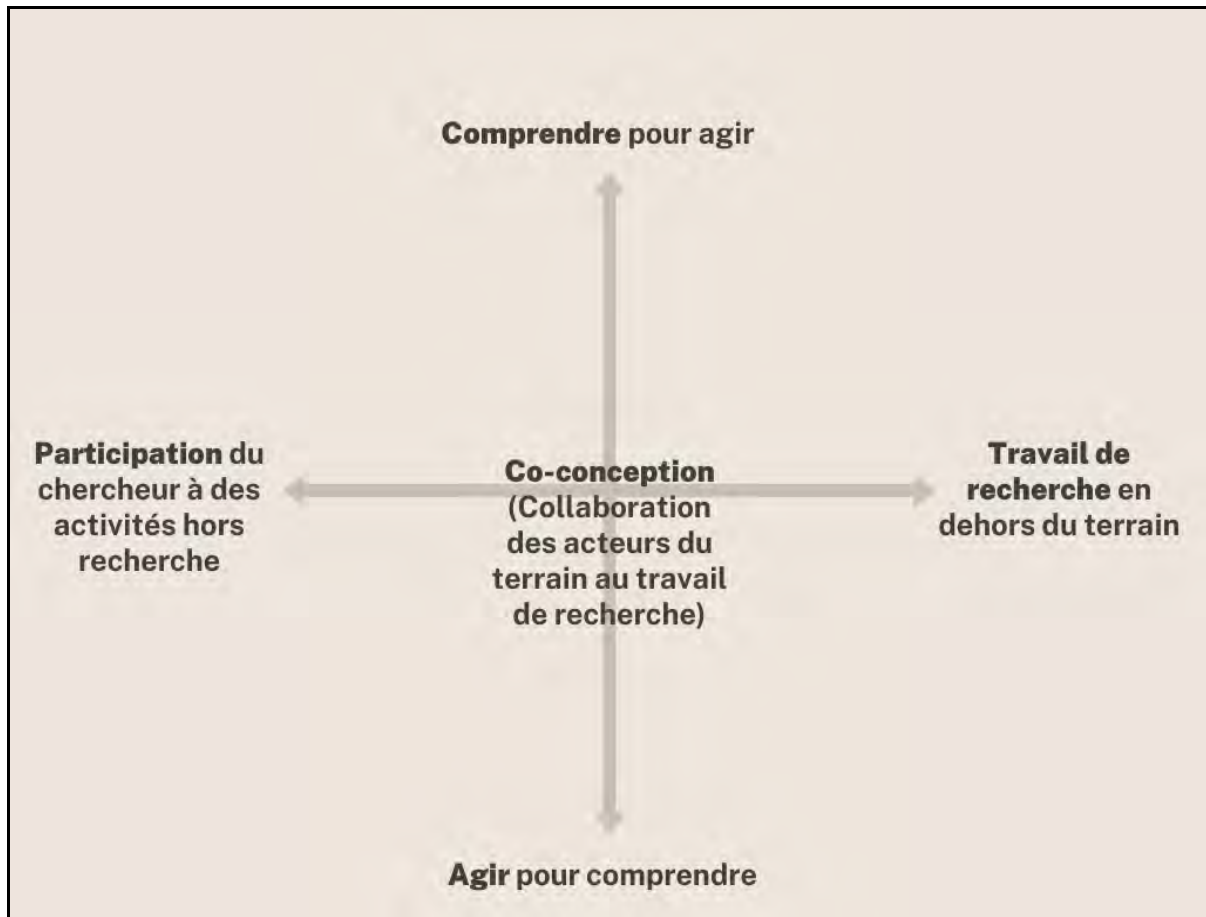 Comprendre pour agir
Participation du
chercheur à des
activités hors
recherche
Co-conception
(Collaboration
des acteurs du
terrain au travail
de recherche)
Travail de
recherche en
dehors du terrain
Agir pour comprendre